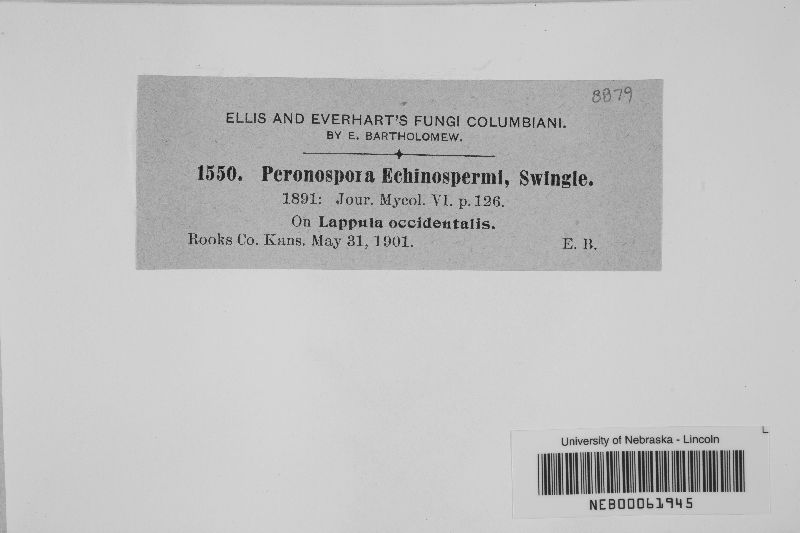 8879
ELLIS AND EVERHART'S FUNGI COLUMBIANI.
BY E. BARTHOLOMEW.
1550. Peronospora Echinospermi, Swingle.
1891: Jour. Mycol. VI. p. 126.
On Lappula occidentalis.
Rooks Co. Kans. May 31, 1901. E. B.
University of Nebraska - Lincoln
NEB00061945